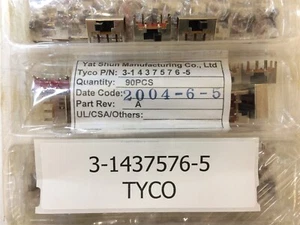 Yat Shun Manufacturing Co., Ltd
Tyco P/N: 3-1437576-5
Quantity: 90PCS
Date Code: 2004-6-5
Part Rev: A
UL/CSA/Others:
3-1437576-5
TYCO